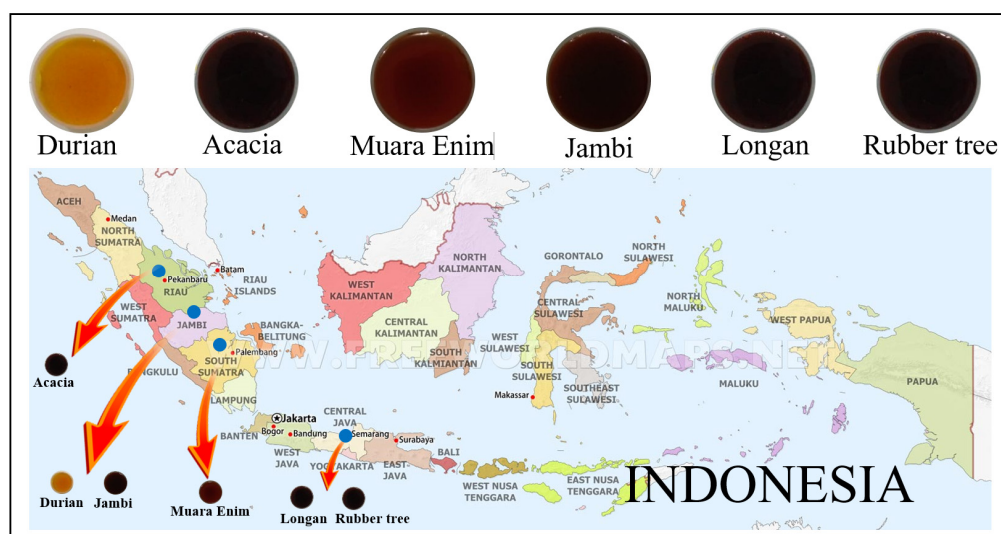 Durian
Acacia
Muara Enim
Jambi
Longan
Rubber tree
ACEH
Medan
NORTH
SUMATRA
Batam
Pekanbaru
RIAU
RIAU
ISLANDS
WEST
SUMATRA
JAMBI
BANGKA-
BELITUNG
Palembang
SOUTH
SUMATRA
LAMPUNG
NORTH
KALIMANTAN
WEST
KALIMANTAN
CENTRAL
KALIMANTAN
SOUTH
KALMIANTAN
GORONTALO
NORTH
SULAWESI
CENTRAL
SULAWESI
WEST
SULAWESI
SOUTH
SULAWESI
SOUTHEAST
SULAWESI
Makassar
NORTH
MALUKU
MALUKU
WEST PAPUA
PAPUA
WWW.FREEWORLDMAPS.NET
Jakarta
Bogor
Bandung
BANTEN
WEST
JAVA
CENTRAL
JAVA
Semarang
YOGYAKARTA
Surabaya
EAST
JAVA
BALI
WEST NUSA
TENGGARA
EAST NUSA
TENGGARA
INDONESIA
Acacia
Durian
Jambi
Muara Enim
Longan
Rubber tree